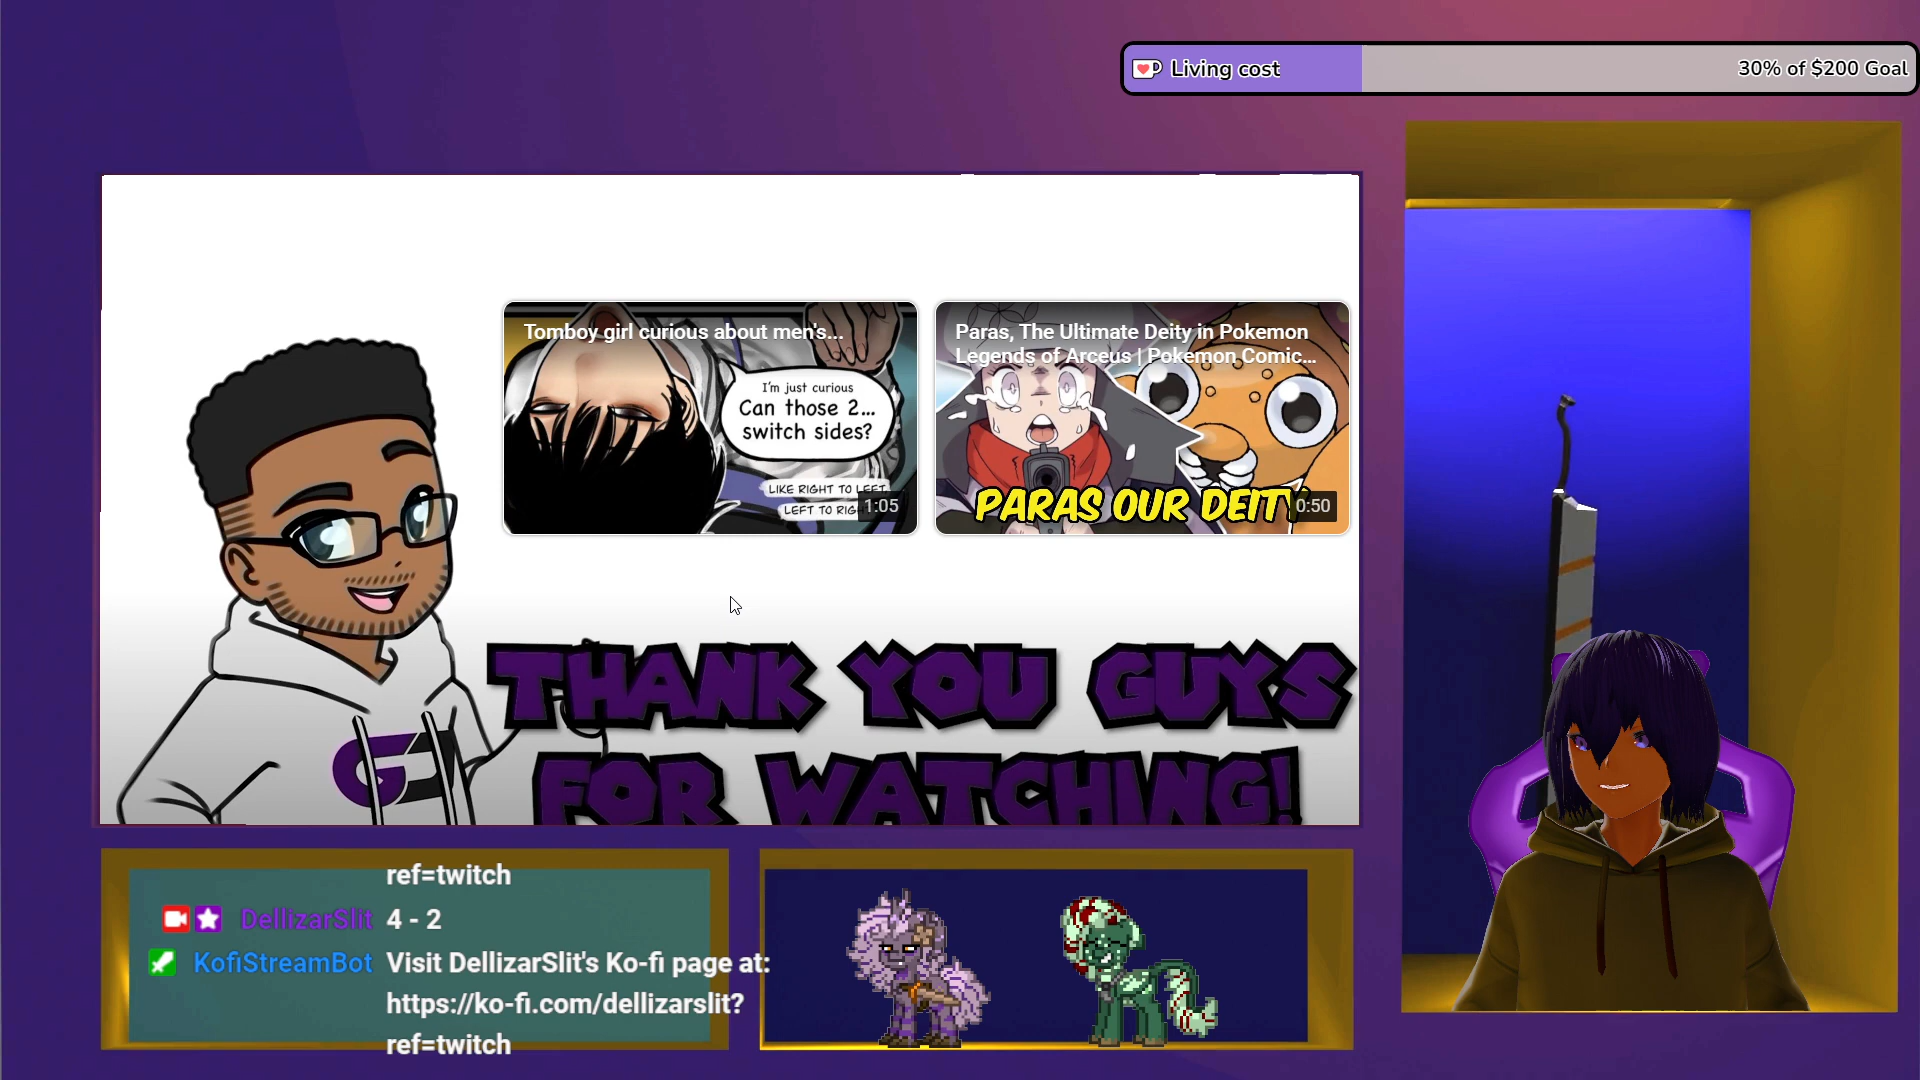 Living cost
30% of $200 Goal
Tomboy girl curious about men's...
I'm just curious
Can those 2...
switch sides?
LIKE RIGHT TO LEFT
LEFT TO RIGH
1:05
Paras, The Ultimate Deity in Pokemon
Legends of Arceus | Pokemon Comic...
PARAS OUR DEITY
0:50
THANK YOU GUYS
FOR WATCHING!
ref=twitch
DellizarSlit 4 - 2
KofiStreamBot Visit DellizarSlit's Ko-fi page at:
https://ko-fi.com/dellizarslit?
ref=twitch